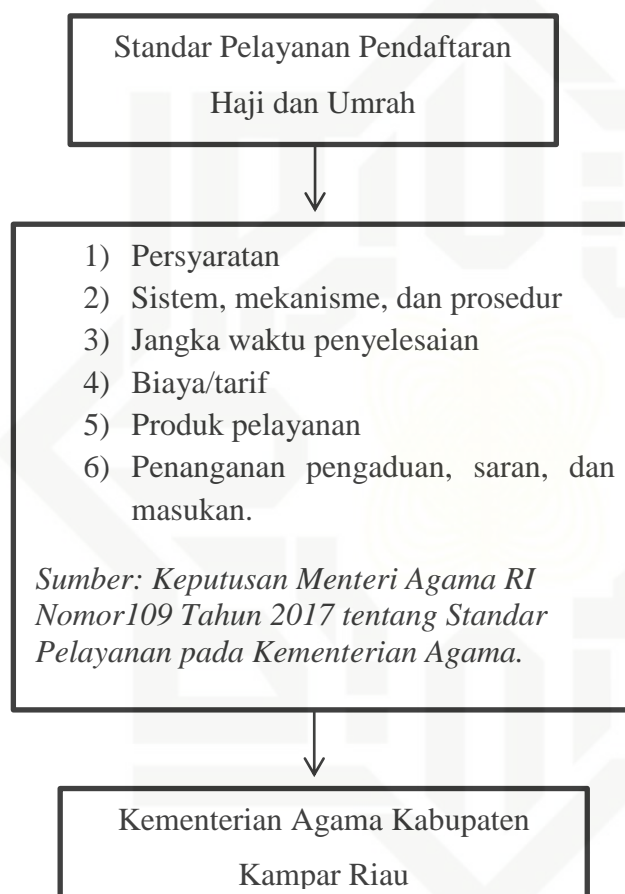 Standar Pelayanan Pendaftaran
Haji dan Umrah
1) Persyaratan
2) Sistem, mekanisme, dan prosedur
3) Jangka waktu penyelesaian
4) Biaya/tarif
5) Produk pelayanan
6) Penanganan pengaduan, saran, dan
masukan.
Sumber: Keputusan Menteri Agama RI
Nomor109 Tahun 2017 tentang Standar
Pelayanan pada Kementerian Agama.
Kementerian Agama Kabupaten
Kampar Riau